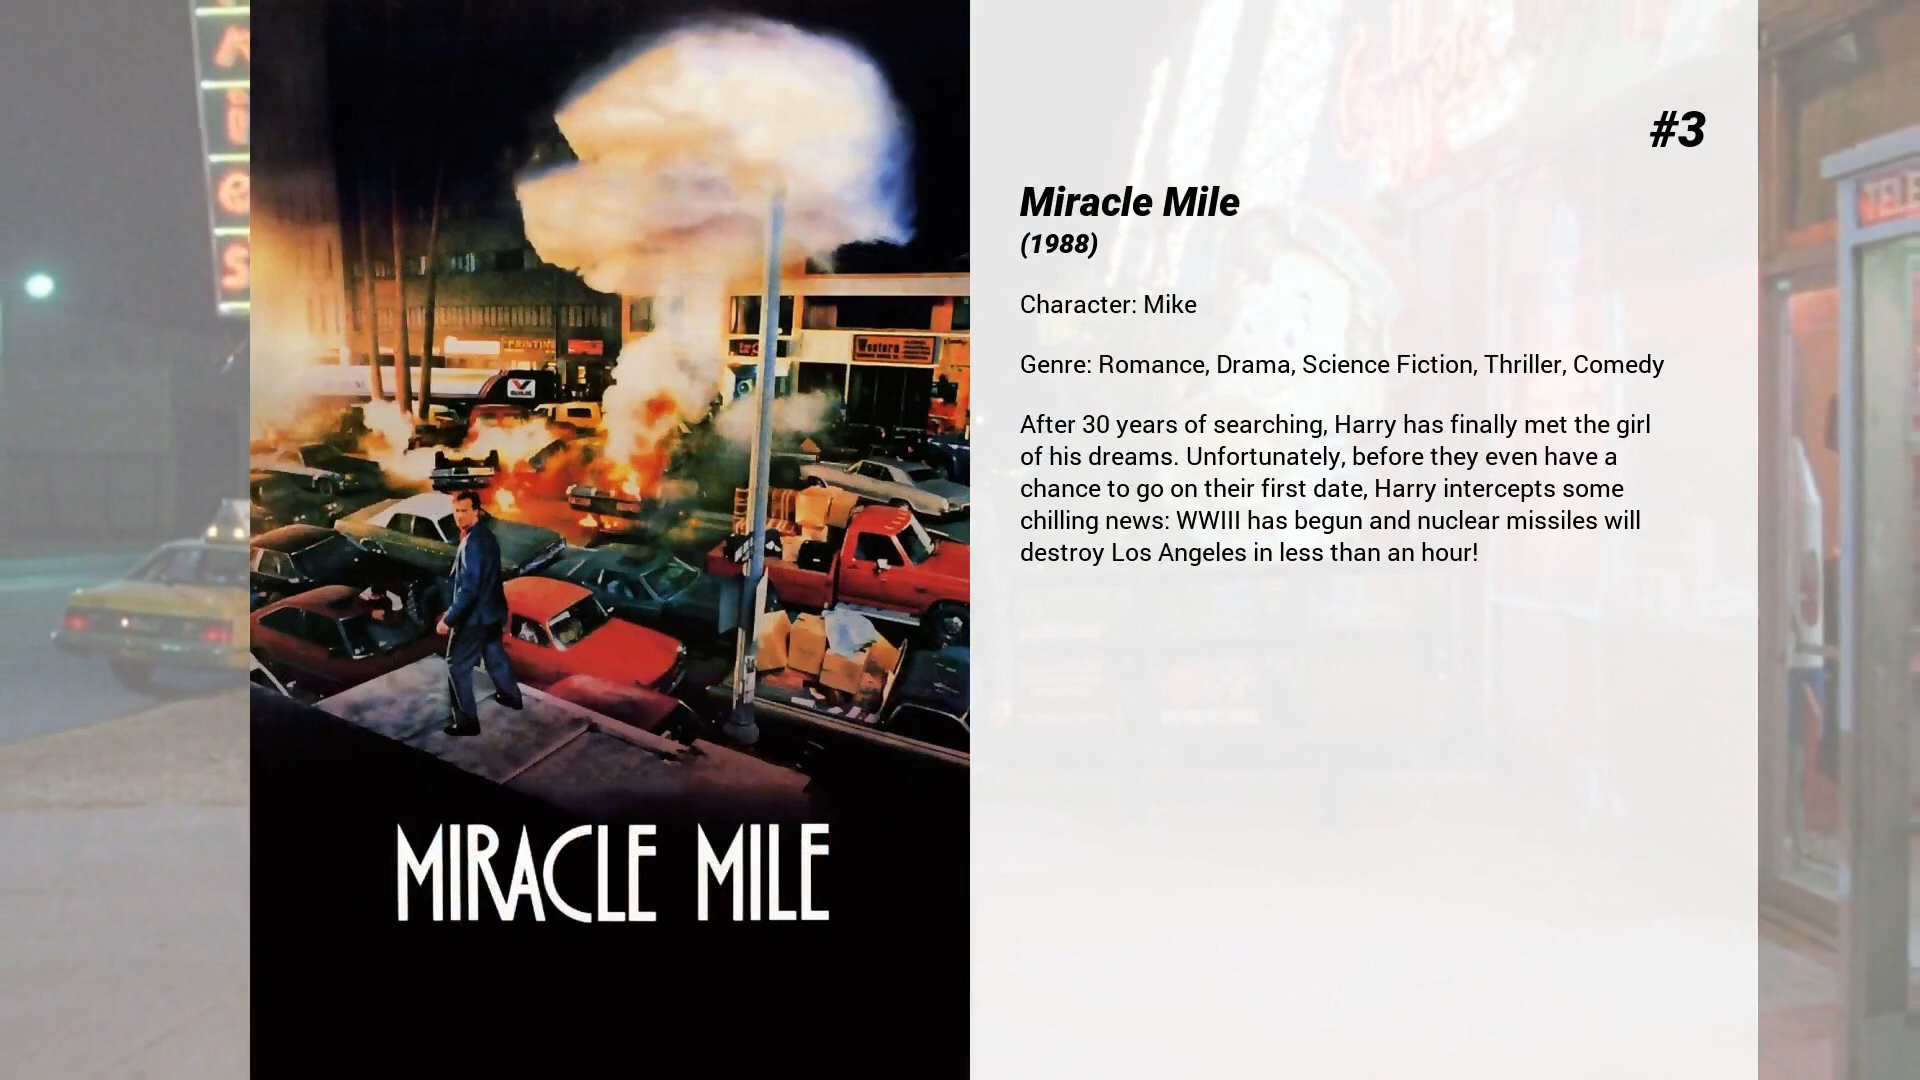 #3
Miracle Mile
(1988)
Character: Mike
Genre: Romance, Drama, Science Fiction, Thriller, Comedy
After 30 years of searching, Harry has finally met the girl
of his dreams. Unfortunately, before they even have a
chance to go on their first date, Harry intercepts some
chilling news: WWIII has begun and nuclear missiles will
destroy Los Angeles in less than an hour!
PRINTING
Western
MIRACLE MILE
TELE